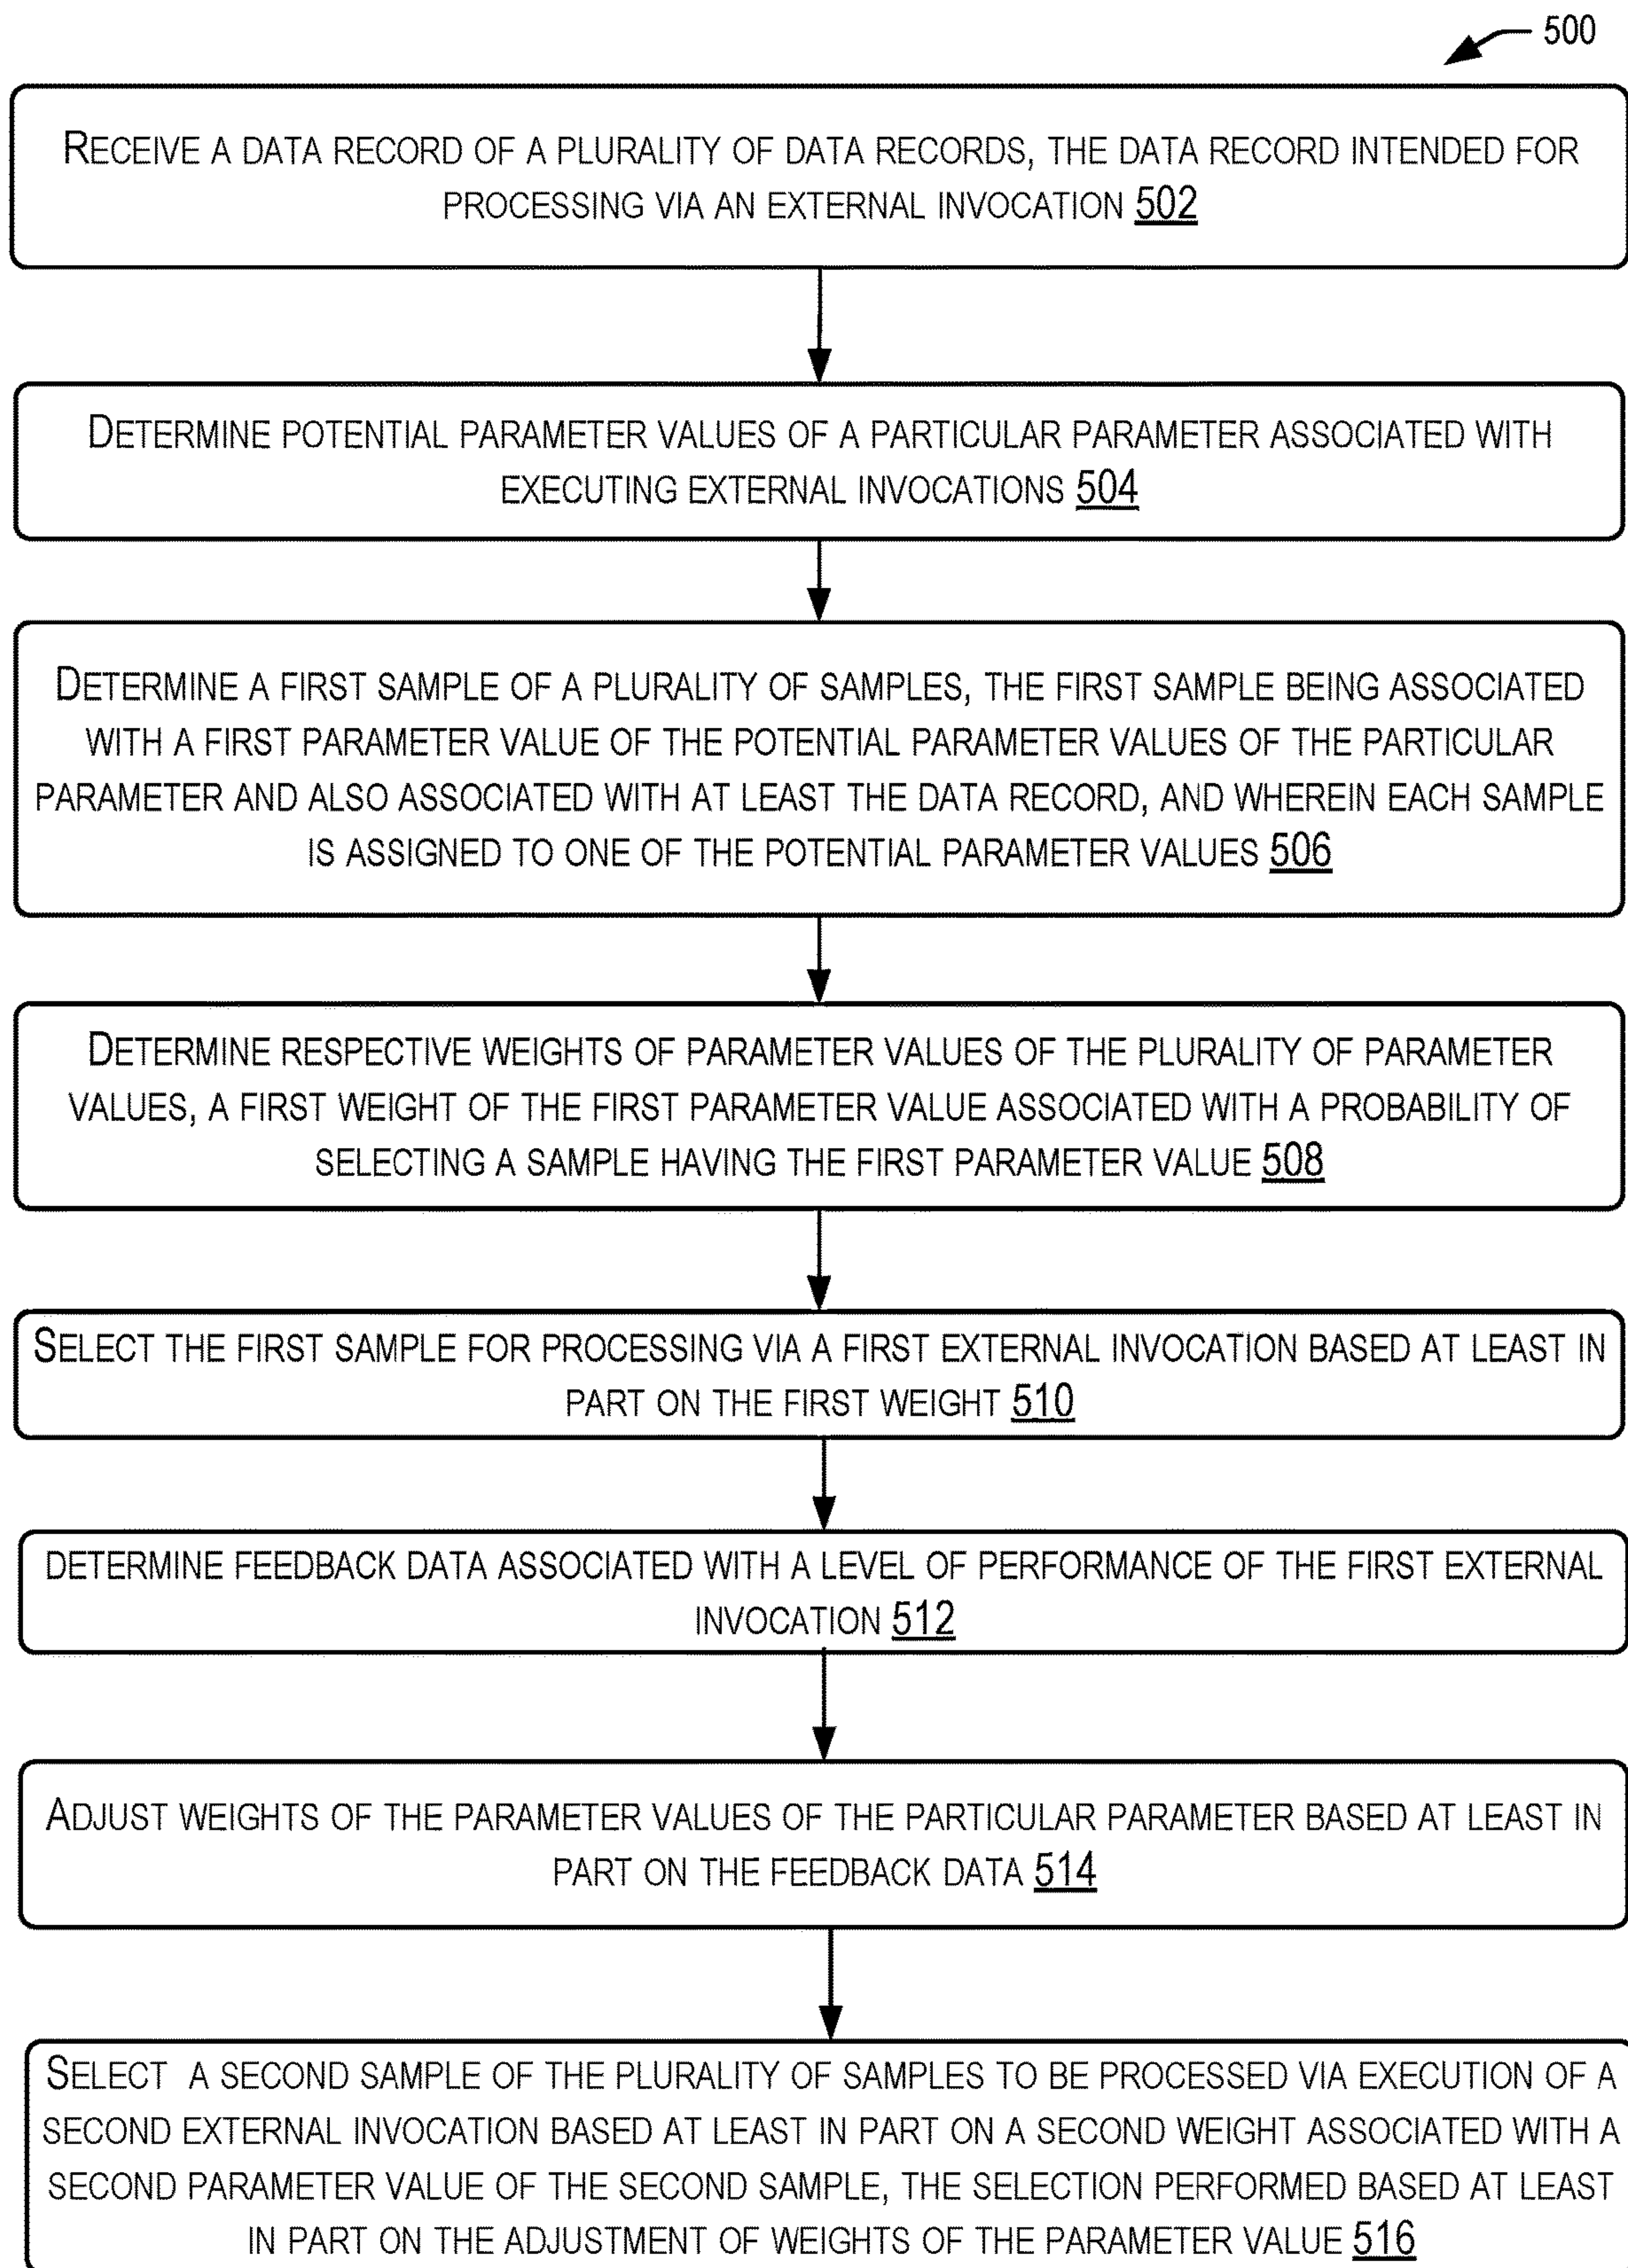 500
RECEIVE A DATA RECORD OF A PLURALITY OF DATA RECORDS, THE DATA RECORD INTENDED FOR
PROCESSING VIA AN EXTERNAL INVOCATION 502
DETERMINE POTENTIAL PARAMETER VALUES OF A PARTICULAR PARAMETER ASSOCIATED WITH
EXECUTING EXTERNAL INVOCATIONS 504
DETERMINE A FIRST SAMPLE OF A PLURALITY OF SAMPLES, THE FIRST SAMPLE BEING ASSOCIATED
WITH A FIRST PARAMETER VALUE OF THE POTENTIAL PARAMETER VALUES OF THE PARTICULAR
PARAMETER AND ALSO ASSOCIATED WITH AT LEAST THE DATA RECORD, AND WHEREIN EACH SAMPLE
IS ASSIGNED TO ONE OF THE POTENTIAL PARAMETER VALUES 506
DETERMINE RESPECTIVE WEIGHTS OF PARAMETER VALUES OF THE PLURALITY OF PARAMETER
VALUES, A FIRST WEIGHT OF THE FIRST PARAMETER VALUE ASSOCIATED WITH A PROBABILITY OF
SELECTING A SAMPLE HAVING THE FIRST PARAMETER VALUE 508
SELECT THE FIRST SAMPLE FOR PROCESSING VIA A FIRST EXTERNAL INVOCATION BASED AT LEAST IN
PART ON THE FIRST WEIGHT 510
DETERMINE FEEDBACK DATA ASSOCIATED WITH A LEVEL OF PERFORMANCE OF THE FIRST EXTERNAL
INVOCATION 512
ADJUST WEIGHTS OF THE PARAMETER VALUES OF THE PARTICULAR PARAMETER BASED AT LEAST IN
PART ON THE FEEDBACK DATA 514
SELECT A SECOND SAMPLE OF THE PLURALITY OF SAMPLES TO BE PROCESSED VIA EXECUTION OF A
SECOND EXTERNAL INVOCATION BASED AT LEAST IN PART ON A SECOND WEIGHT ASSOCIATED WITH A
SECOND PARAMETER VALUE OF THE SECOND SAMPLE, THE SELECTION PERFORMED BASED AT LEAST
IN PART ON THE ADJUSTMENT OF WEIGHTS OF THE PARAMETER VALUE 516